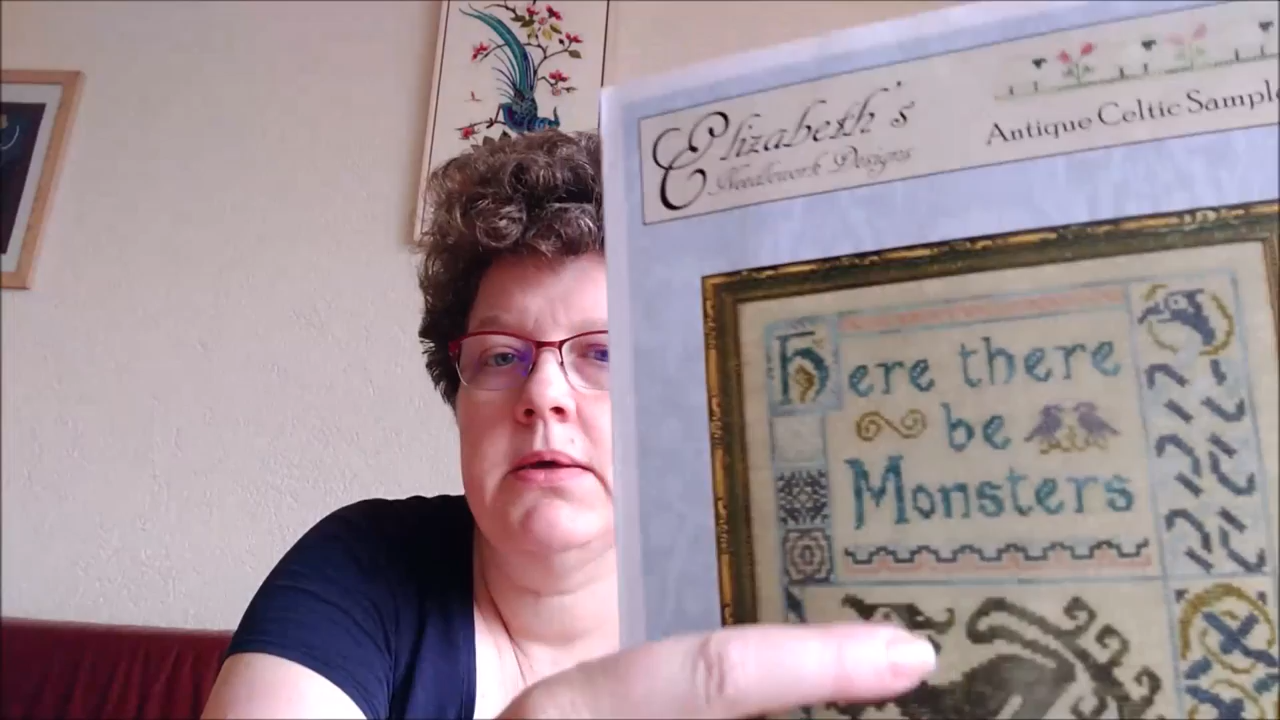 Elizabeth's
Needlework Designs
Antique Celtic Sample
here there
be
Monsters